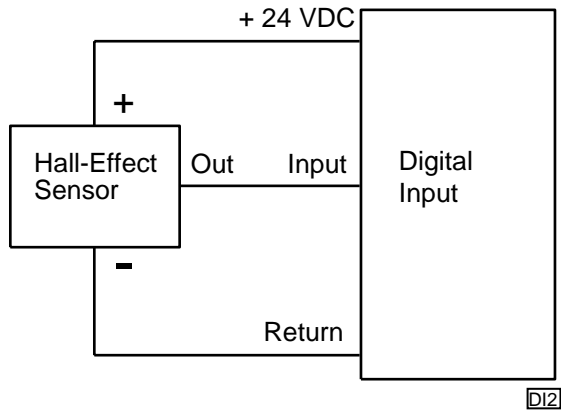 + 24 VDC
+
Hall-Effect
Sensor
Out
Input
Digital
Input
-
Return
DI2